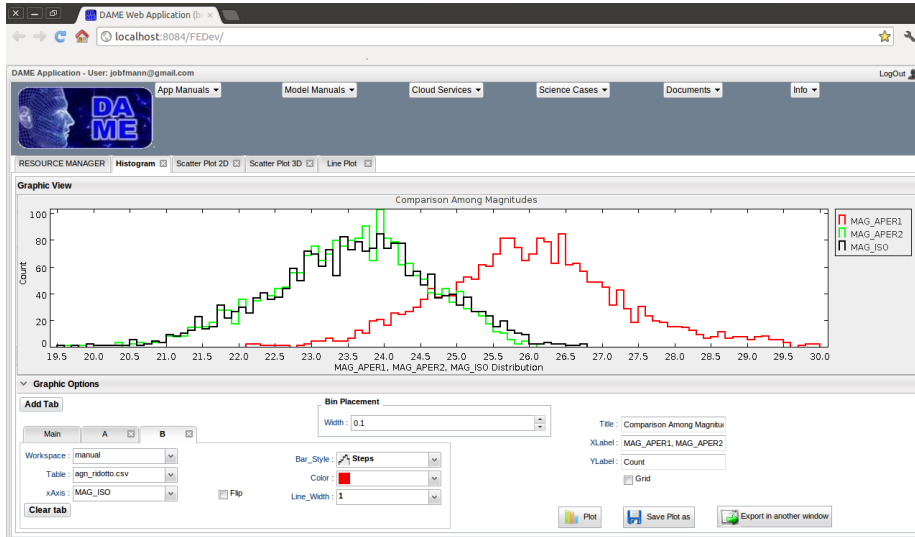 DAME Web Application (b
localhost:8084/FEDev/
DAME Application - User: jobfmann@gmail.com LogOut
DAME
App Manuals Model Manuals Cloud Services Science Cases Documents Info
RESOURCE MANAGER Histogram Scatter Plot 2D Scatter Plot 3D Line Plot
Graphic View
Comparison Among Magnitudes
100
80
60
40
20
0
Count
MAG_APER1
MAG_APER2
MAG_ISO
19.5 20.0 20.5 21.0 21.5 22.0 22.5 23.0 23.5 24.0 24.5 25.0 25.5 26.0 26.5 27.0 27.5 28.0 28.5 29.0 29.5 30.0
MAG_APER1, MAG_APER2, MAG_ISO Distribution
Graphic Options
Add Tab
Bin Placement
Width : 0.1
Main A B
Workspace : manual
Table : agn_ridotto.csv
xAxis : MAG_ISO Flip
Clear tab
Bar_Style : Steps
Color :
Line_Width : 1
Title : Comparison Among Magnitu
XLabel : MAG_APER1, MAG_APER2
YLabel : Count
Grid
Plot Save Plot as Export in another window